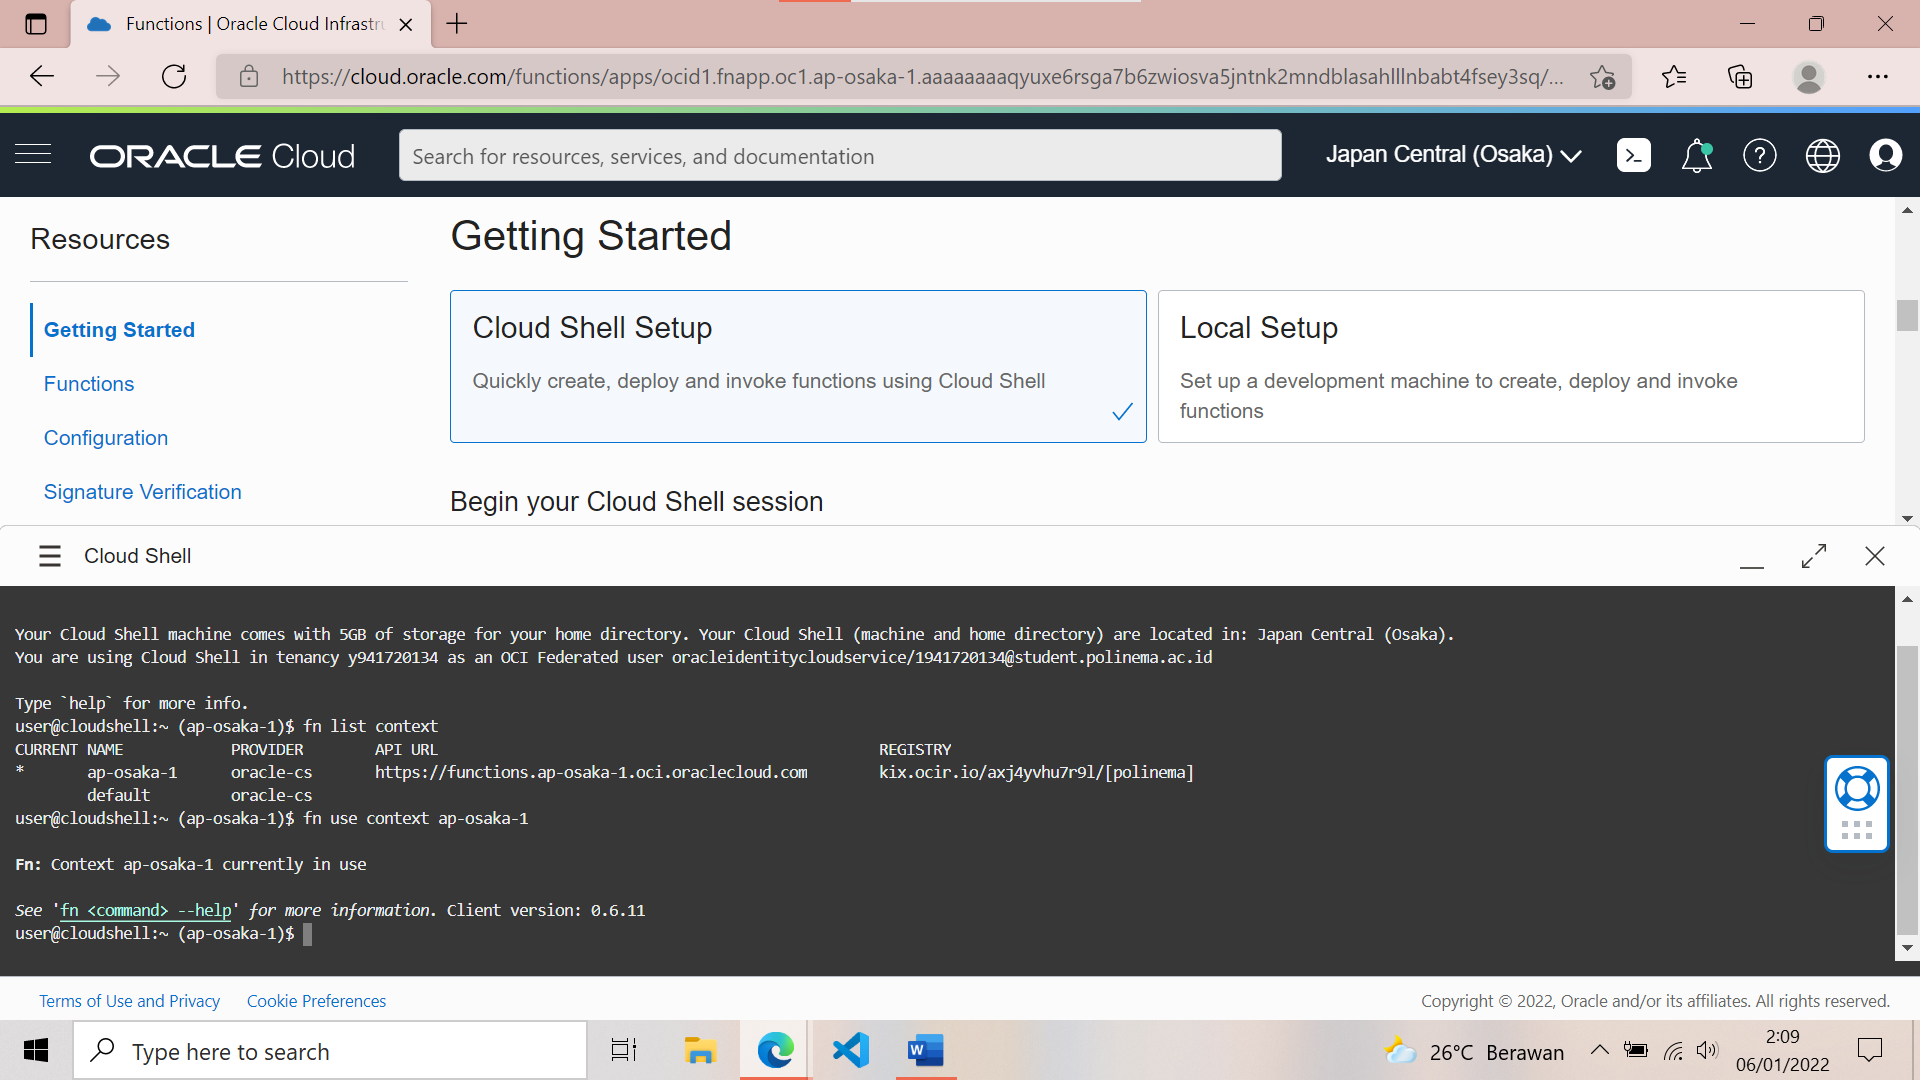 Functions | Oracle Cloud Infrastru
https://cloud.oracle.com/functions/apps/ocid1.fnapp.oc1.ap-osaka-1.aaaaaaaaqyuxe6rsga7b6zwiosva5jntnk2mndblasahlllnbabt4fsey3sq/...
ORACLE Cloud
Search for resources, services, and documentation
Japan Central (Osaka)
Resources
Getting Started
Functions
Configuration
Signature Verification
Getting Started
Cloud Shell Setup
Quickly create, deploy and invoke functions using Cloud Shell
Local Setup
Set up a development machine to create, deploy and invoke
functions
Begin your Cloud Shell session
Cloud Shell
Your Cloud Shell machine comes with 5GB of storage for your home directory. Your Cloud Shell (machine and home directory) are located in: Japan Central (Osaka).
You are using Cloud Shell in tenancy y941720134 as an OCI Federated user oracleidentitycloudservice/1941720134@student.polinema.ac.id
Type `help` for more info.
user@cloudshell:~ (ap-osaka-1)$ fn list context
CURRENT NAME PROVIDER API URL REGISTRY
* ap-osaka-1 oracle-cs https://functions.ap-osaka-1.oci.oraclecloud.com kix.ocir.io/axj4yvhu7r9l/[polinema]
default oracle-cs
user@cloudshell:~ (ap-osaka-1)$ fn use context ap-osaka-1
Fn: Context ap-osaka-1 currently in use
See 'fn <command> --help' for more information. Client version: 0.6.11
user@cloudshell:~ (ap-osaka-1)$
Terms of Use and Privacy
Cookie Preferences
Copyright © 2022, Oracle and/or its affiliates. All rights reserved.
Type here to search
26°C Berawan
2:09
06/01/2022